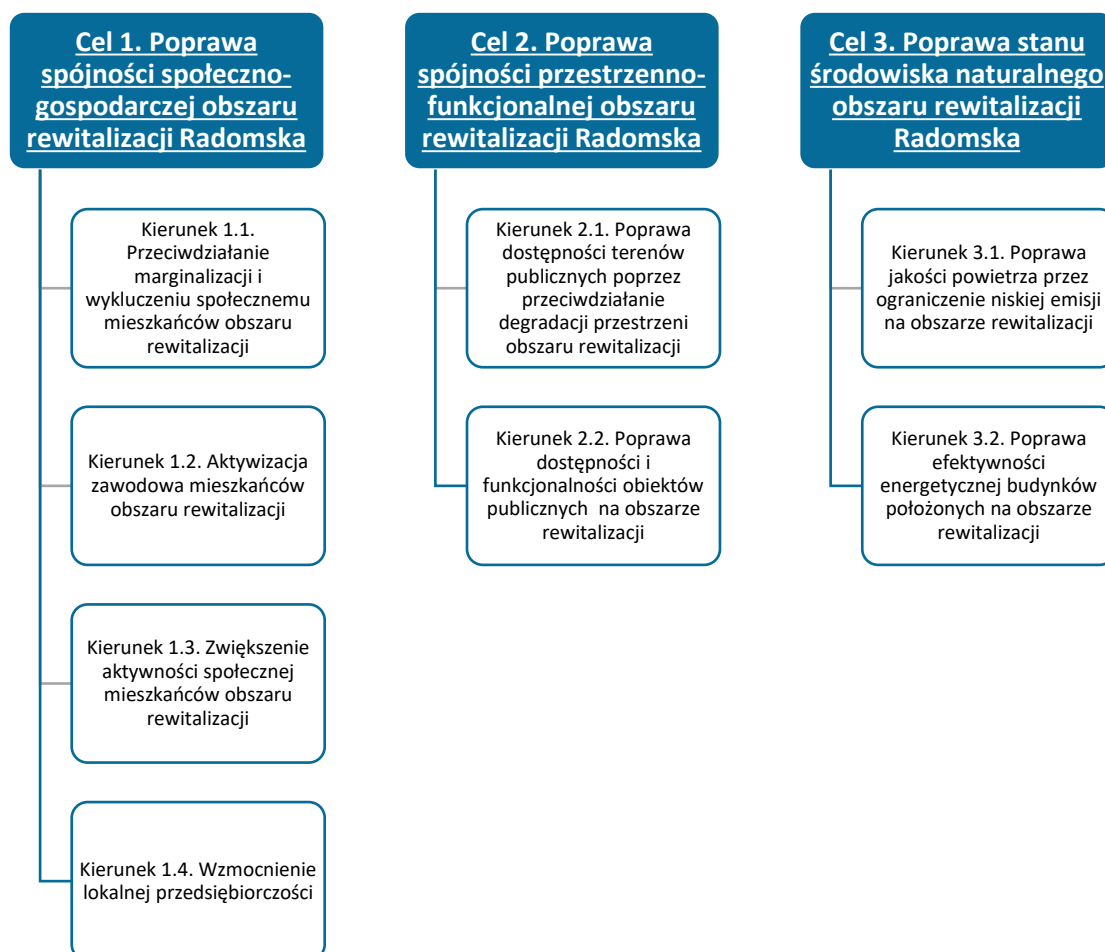 Cel 1. Poprawa
spójności społeczno-
gospodarczej obszaru
rewitalizacji Radomska
Kierunek 1.1.
Przeciwdziałanie
marginalizacji i
wykluczeniu społecznemu
mieszkańców obszaru
rewitalizacji
Kierunek 1.2. Aktywizacja
zawodowa mieszkańców
obszaru rewitalizacji
Kierunek 1.3. Zwiększenie
aktywności społecznej
mieszkańców obszaru
rewitalizacji
Kierunek 1.4. Wzmocnienie
lokalnej przedsiębiorczości
Cel 2. Poprawa
spójności przestrzenno-
funkcjonalnej obszaru
rewitalizacji Radomska
Kierunek 2.1. Poprawa
dostępności terenów
publicznych poprzez
przeciwdziałanie
degradacji przestrzeni
obszaru rewitalizacji
Kierunek 2.2. Poprawa
dostępności i
funkcjonalności obiektów
publicznych na obszarze
rewitalizacji
Cel 3. Poprawa stanu
środowiska naturalnego
obszaru rewitalizacji
Radomska
Kierunek 3.1. Poprawa
jakości powietrza przez
ograniczenie niskiej emisji
na obszarze rewitalizacji
Kierunek 3.2. Poprawa
efektywności
energetycznej budynków
położonych na obszarze
rewitalizacji